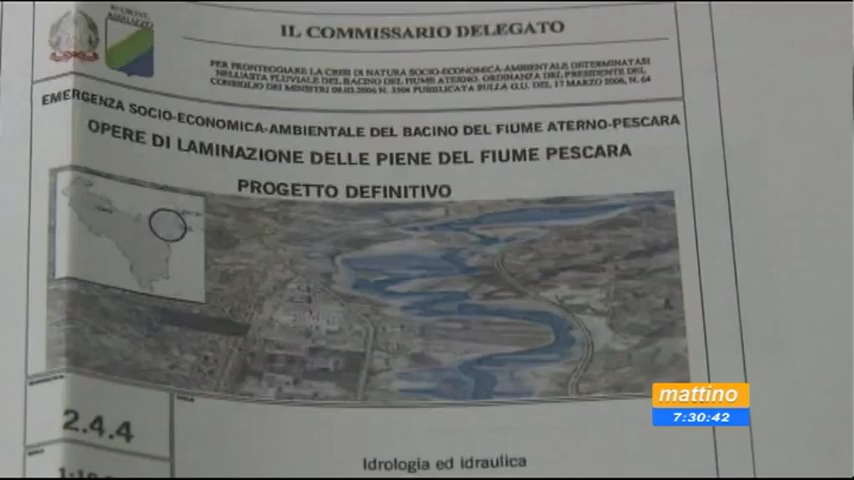 REGIONE
ABRUZZO
IL COMMISSARIO DELEGATO
PER FRONTEGGIARE LA CRISI DI NATURA SOCIO-ECONOMICA-AMBIENTALE DETERMINATASI
NELL'ASTA FLUVIALE DEL BACINO DEL FIUME ATERNO. ORDINANZA DEL PRESIDENTE DEL
CONSIGLIO DEI MINISTRI 09.03.2006 N. 3504 PUBBLICATA SULLA G.U. DEL 17 MARZO 2006, N. 64
EMERGENZA SOCIO-ECONOMICA-AMBIENTALE DEL BACINO DEL FIUME ATERNO-PESCARA
OPERE DI LAMINAZIONE DELLE PIENE DEL FIUME PESCARA
PROGETTO DEFINITIVO
mattino
7:30:42
2.4.4
Idrologia ed idraulica